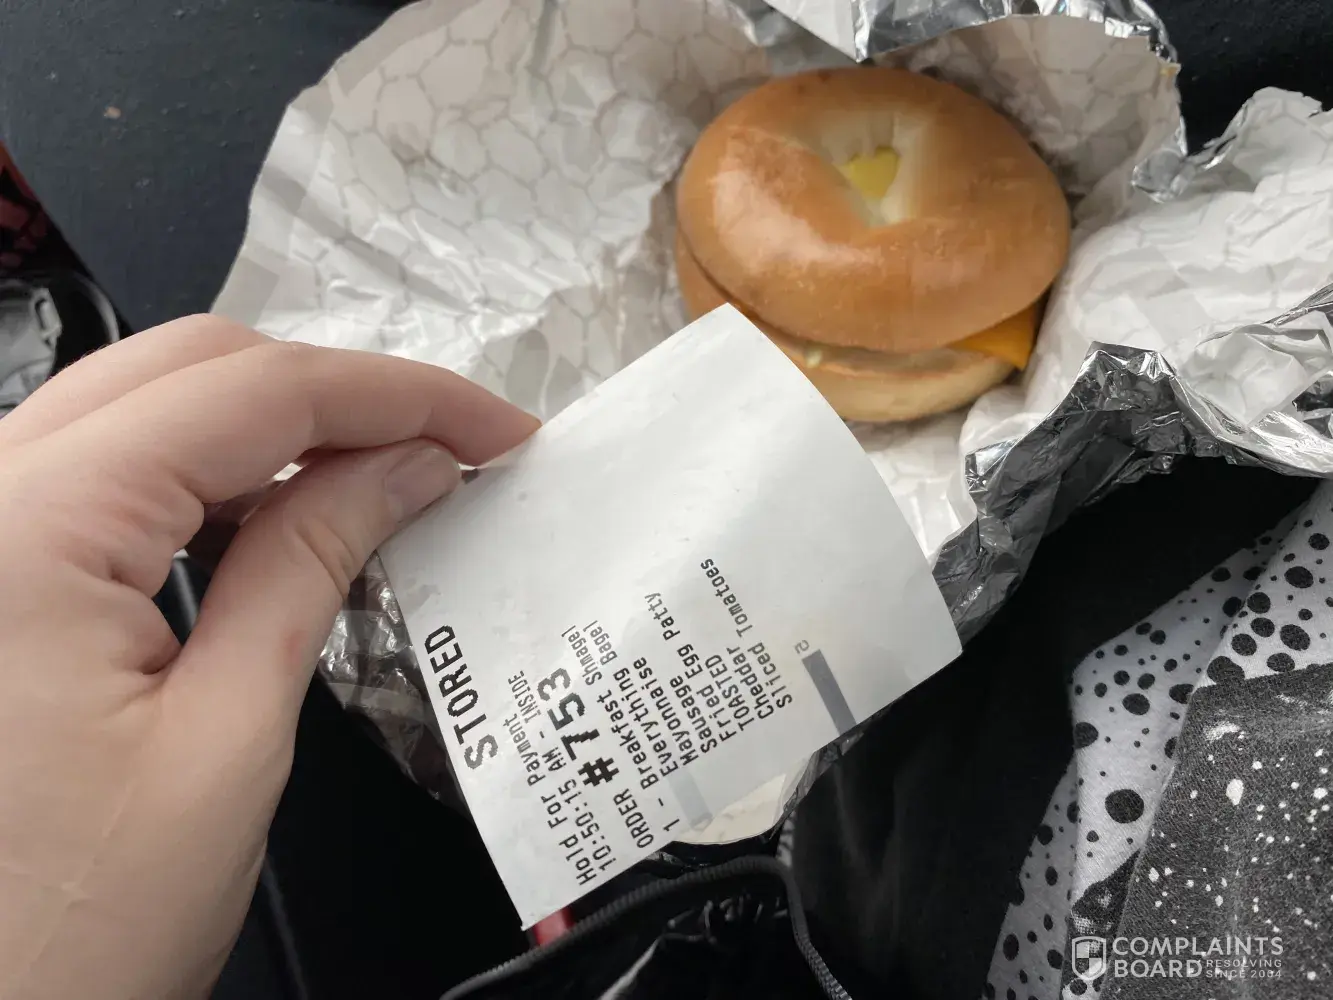 STORED
Hold For Payment
10:50:15 AM - INSIDE
ORDER #753
1 - Breakfast Shmagel
Everything Bagel
Mayonnaise
Sausage
Fried Egg Patty
TOASTED
Cheddar
Sliced Tomatoes
COMPLAINTS
BOARD RESOLVING
SINCE 2004